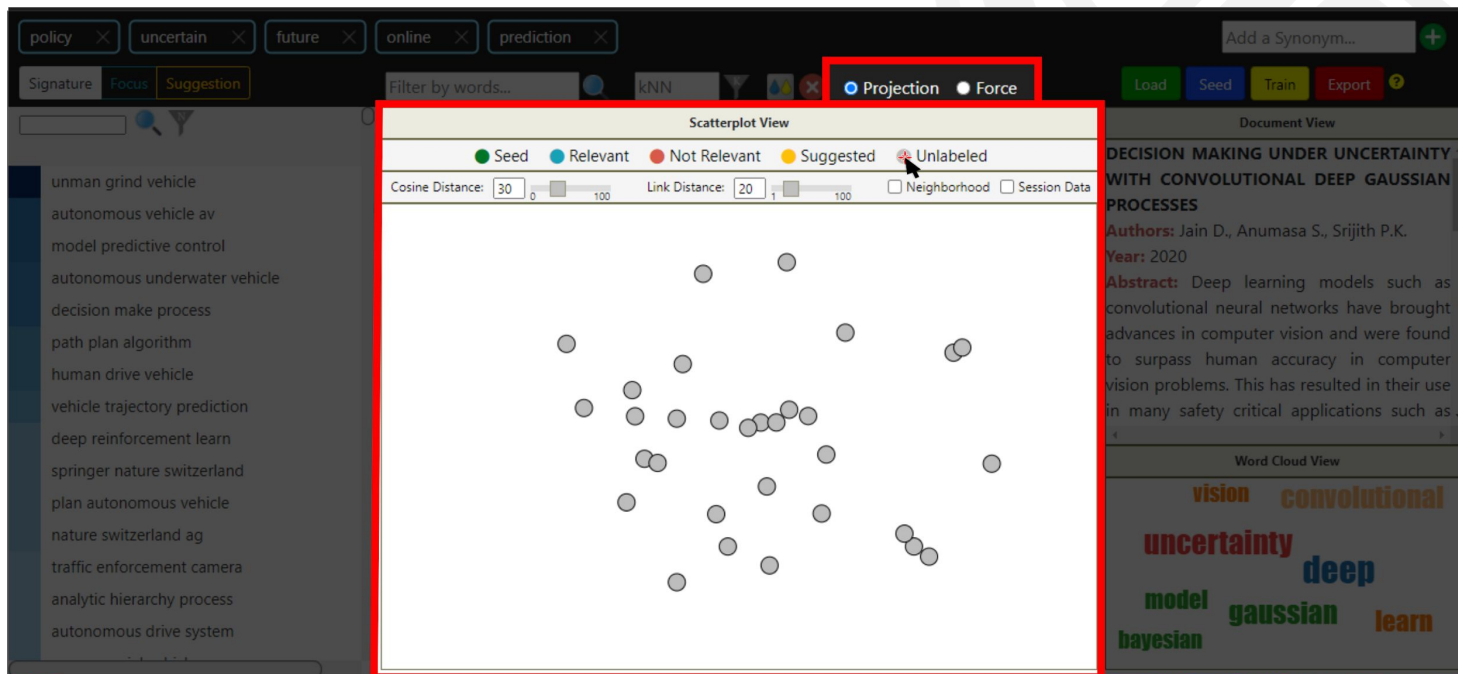 policy × uncertain × future × online × prediction ×
Add a Synonym...
Signature Focus Suggestion
Filter by words...
kNN
Projection Force
Load Seed Train Export ?
Scatterplot View
Seed Relevant Not Relevant Suggested Unlabeled
Cosine Distance: 30 0 100 Link Distance: 20 1 100 Neighborhood Session Data
unman grind vehicle
autonomous vehicle av
model predictive control
autonomous underwater vehicle
decision make process
path plan algorithm
human drive vehicle
vehicle trajectory prediction
deep reinforcement learn
springer nature switzerland
plan autonomous vehicle
nature switzerland ag
traffic enforcement camera
analytic hierarchy process
autonomous drive system
Document View
DECISION MAKING UNDER UNCERTAINTY
WITH CONVOLUTIONAL DEEP GAUSSIAN
PROCESSES
Authors: Jain D., Anumasa S., Srijith P.K.
Year: 2020
Abstract: Deep learning models such as
convolutional neural networks have brought
advances in computer vision and were found
to surpass human accuracy in computer
vision problems. This has resulted in their use
in many safety critical applications such as
Word Cloud View
vision convolutional
uncertainty
deep
model gaussian learn
bayesian